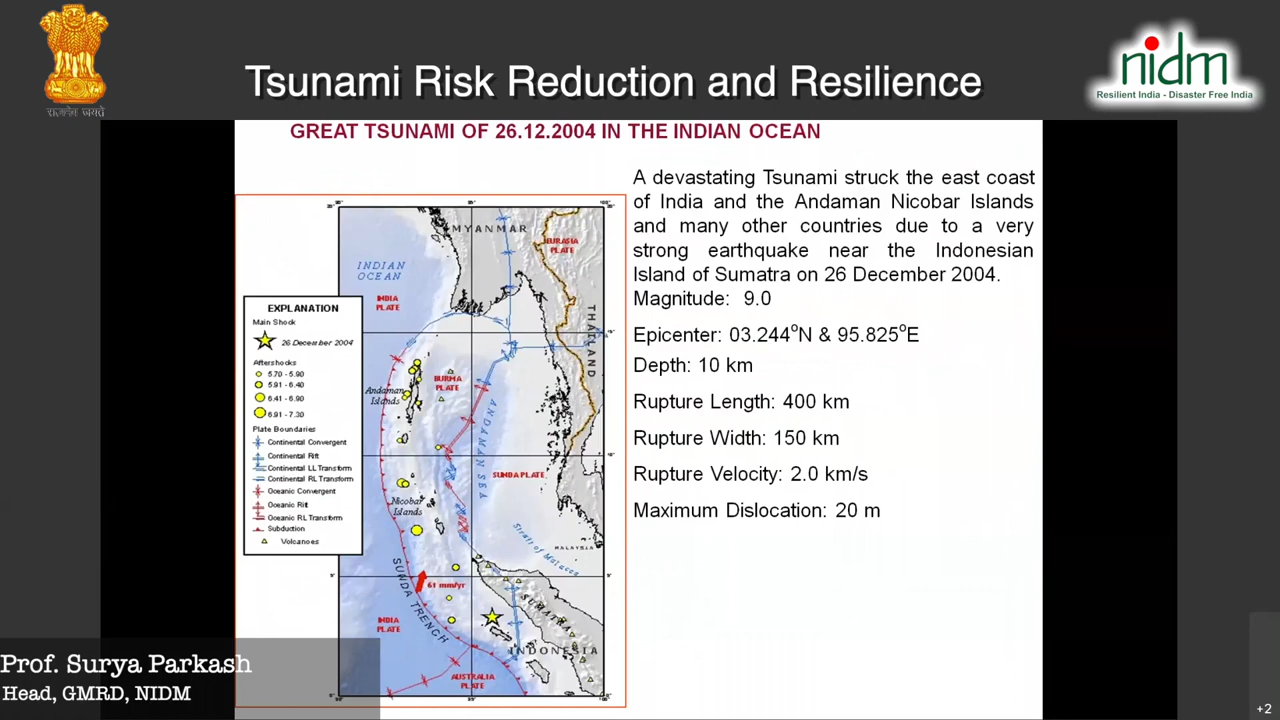 सत्यमेव जयते
Tsunami Risk Reduction and Resilience
nidm
Resilient India - Disaster Free India
GREAT TSUNAMI OF 26.12.2004 IN THE INDIAN OCEAN
A devastating Tsunami struck the east coast
of India and the Andaman Nicobar Islands
and many other countries due to a very
strong earthquake near the Indonesian
Island of Sumatra on 26 December 2004.
Magnitude: 9.0
Epicenter: 03.244°N & 95.825°E
Depth: 10 km
Rupture Length: 400 km
Rupture Width: 150 km
Rupture Velocity: 2.0 km/s
Maximum Dislocation: 20 m
MYANMAR
EURASIA
PLATE
INDIAN
OCEAN
INDIA
PLATE
THAILAND
BURMA
PLATE
Andaman
Islands
ANDAMAN SEA
SUNDA PLATE
Nicobar
Islands
Strait of Malacca
MALAYSIA
SUNDA TRENCH
61 mm/yr
INDIA
PLATE
INDONESIA
AUSTRALIA
PLATE
EXPLANATION
Main Shock
26 December 2004
Aftershocks
5.70 - 5.90
5.91 - 6.40
6.41 - 6.90
6.91 - 7.30
Plate Boundaries
Continental Convergent
Continental Rift
Continental LL Transform
Continental RL Transform
Oceanic Convergent
Oceanic Rift
Oceanic RL Transform
Subduction
Volcanoes
Prof. Surya Parkash
Head, GMRD, NIDM
+2